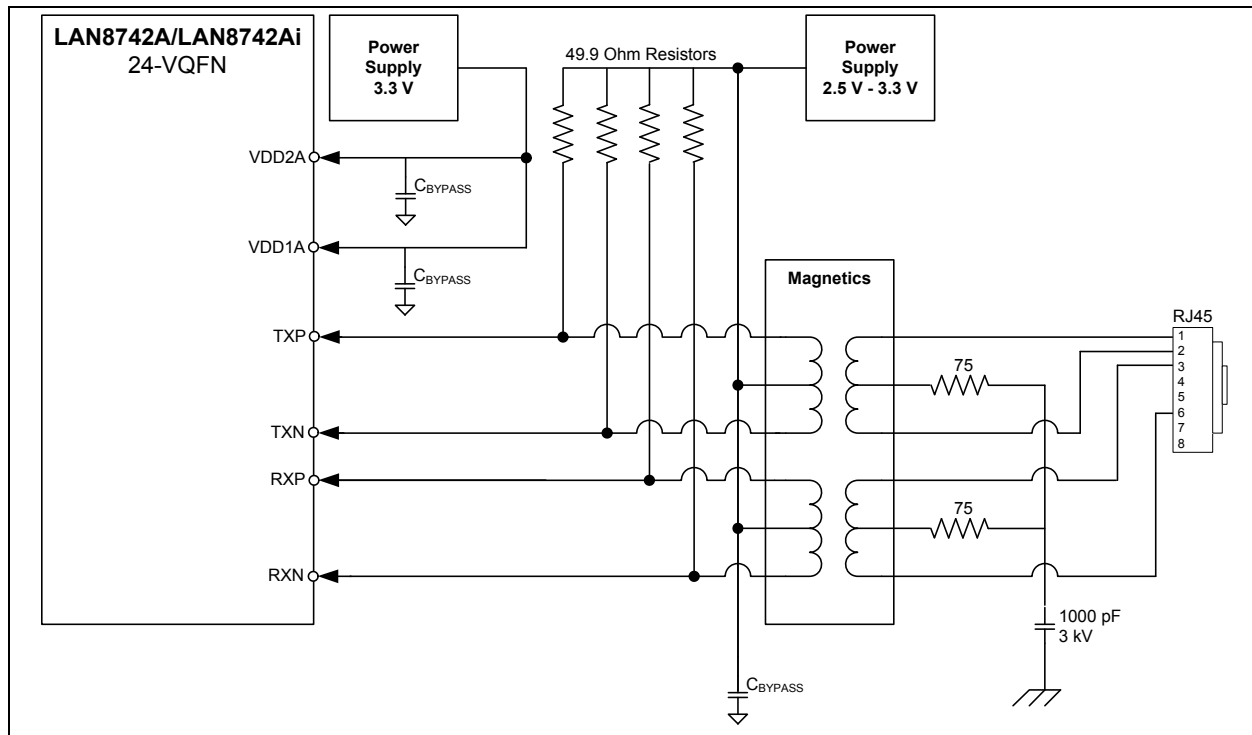 LAN8742A/LAN8742Ai
24-VQFN
Power
Supply
3.3 V
49.9 Ohm Resistors
Power
Supply
2.5 V - 3.3 V
VDD2A
CBYPASS
VDD1A
CBYPASS
Magnetics
RJ45
TXP
1
2
3
4
5
6
7
8
75
TXN
RXP
75
RXN
1000 pF
3 kV
CBYPASS